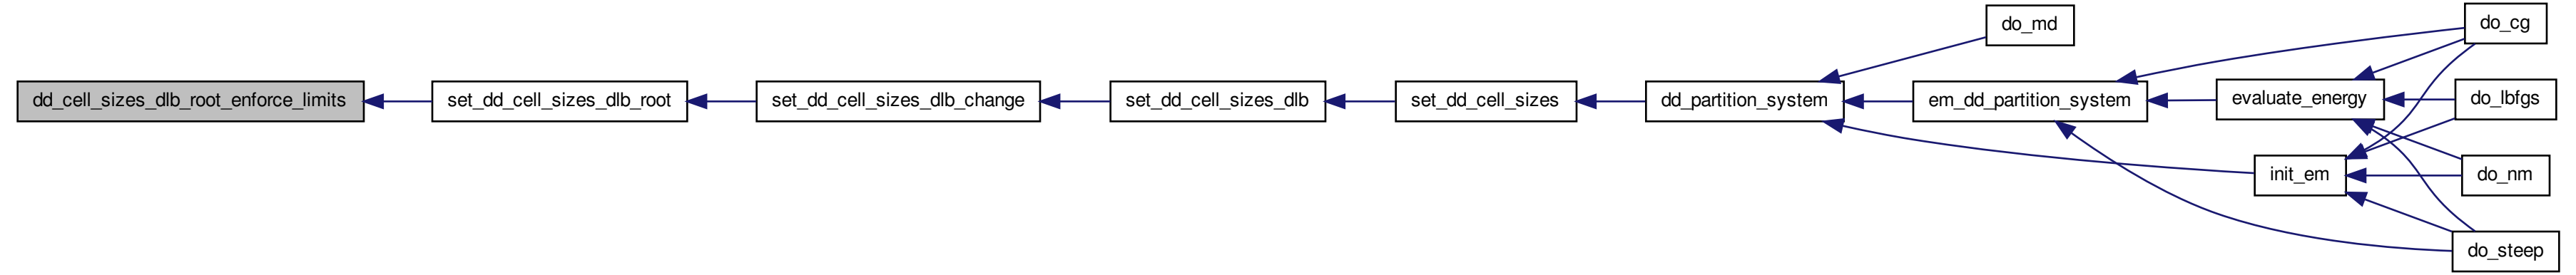 dd_cell_sizes_dlb_root_enforce_limits
set_dd_cell_sizes_dlb_root
set_dd_cell_sizes_dlb_change
set_dd_cell_sizes_dlb
set_dd_cell_sizes
dd_partition_system
do_md
em_dd_partition_system
evaluate_energy
init_em
do_cg
do_lbfgs
do_nm
do_steep